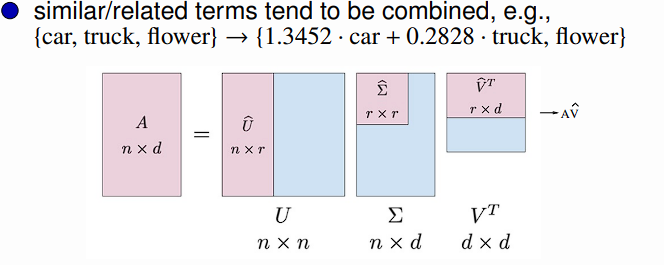 similar/related terms tend to be combined, e.g.,
{car, truck, flower} → {1.3452 · car + 0.2828 · truck, flower}
A
n × d
=
Û
n × r
Σ̂
r × r
V̂ᵀ
r × d
→ AV̂
U
n × n
Σ
n × d
Vᵀ
d × d